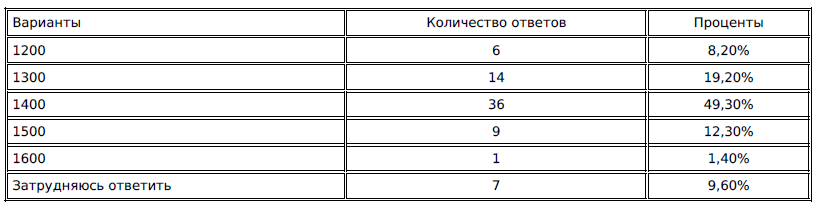 Варианты Количество ответов Проценты
1200 6 8,20%
1300 14 19,20%
1400 36 49,30%
1500 9 12,30%
1600 1 1,40%
Затрудняюсь ответить 7 9,60%